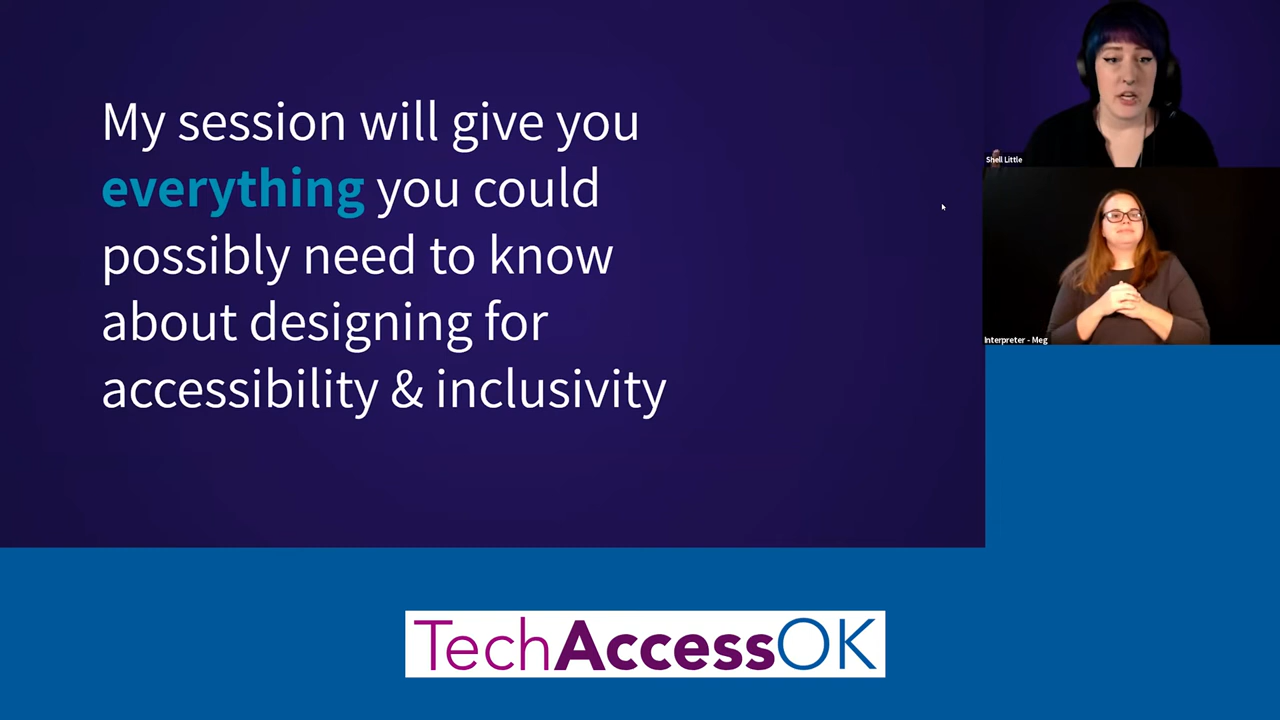 My session will give you
everything you could
possibly need to know
about designing for
accessibility & inclusivity
Shell Little
Interpreter - Meg
TechAccessOK